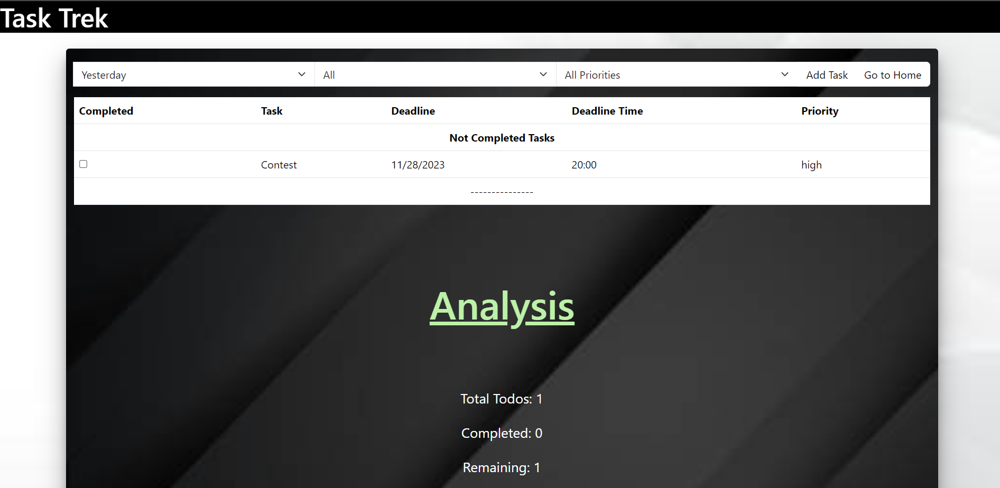 Task Trek
Yesterday All All Priorities Add Task Go to Home
Completed Task Deadline Deadline Time Priority
Not Completed Tasks
Contest 11/28/2023 20:00 high
---------------
Analysis
Total Todos: 1
Completed: 0
Remaining: 1